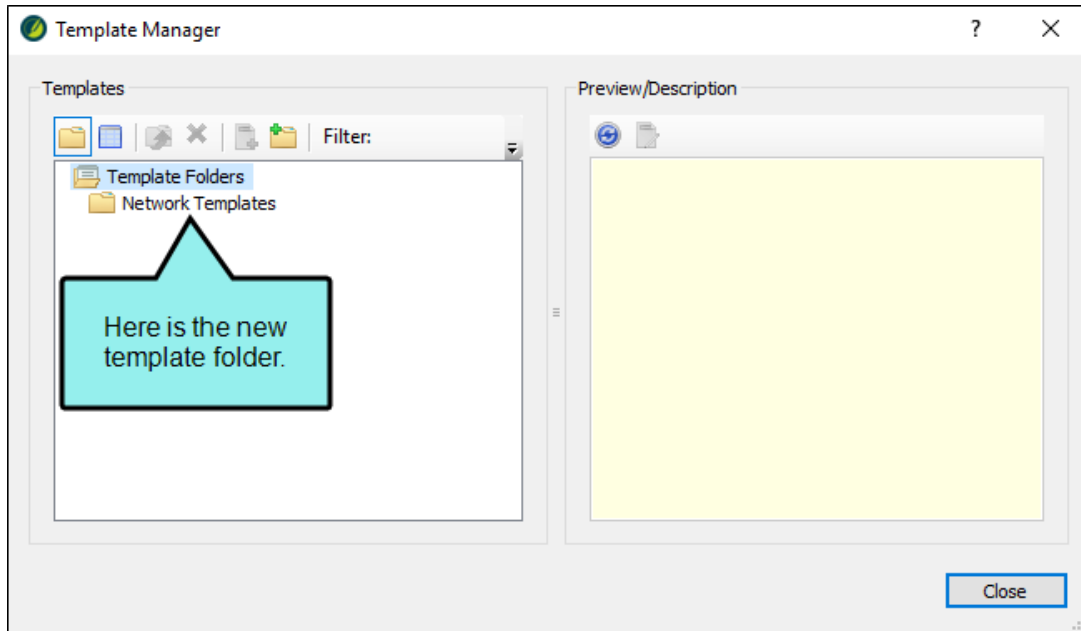 Template Manager
?
Templates
Preview/Description
Filter:
Template Folders
Network Templates
Here is the new
template folder.
Close